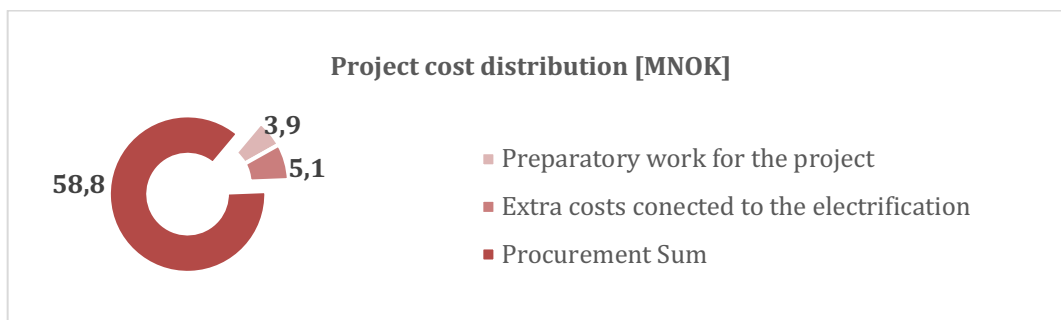 Project cost distribution [MNOK]
3,9
5,1
58,8
Preparatory work for the project
Extra costs conected to the electrification
Procurement Sum